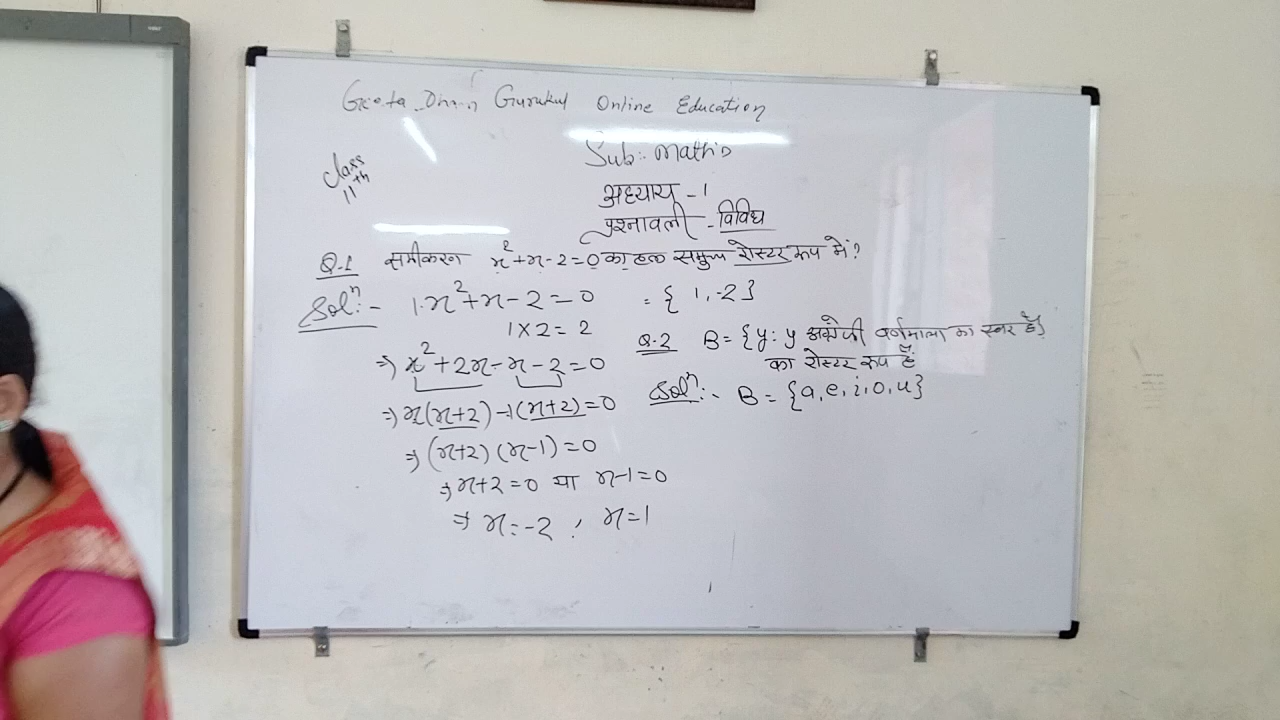 Geeta Dham Gurukul Online Education
Class 11th
Sub:- Math's
अध्याय - 1
प्रश्नावली - विविध
Q.1 समीकरण x²+x-2=0 का हल समुच्चय रोस्टर रूप में?
Solⁿ:- 1.x²+x-2=0
1×2=2
⇒ x²+2x-x-2=0
⇒ x(x+2)-1(x+2)=0
⇒ (x+2)(x-1)=0
⇒ x+2=0 या x-1=0
⇒ x=-2, x=1
= { 1, -2 }
Q.2 B = {y: y अंग्रेजी वर्णमाला का स्वर है}
का रोस्टर रूप है
Solⁿ:- B = {a, e, i, o, u}